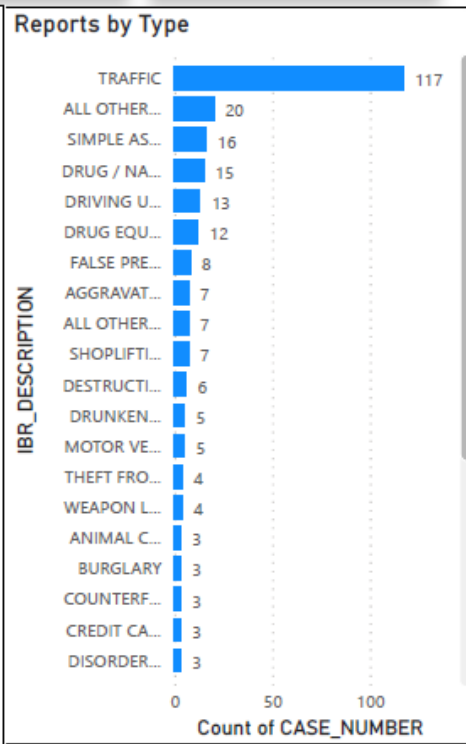 Reports by Type
TRAFFIC 117
ALL OTHER... 20
SIMPLE AS... 16
DRUG / NA... 15
DRIVING U... 13
DRUG EQU... 12
FALSE PRE... 8
AGGRAVAT... 7
ALL OTHER... 7
SHOPLIFTI... 7
DESTRUCTI... 6
DRUNKEN... 5
MOTOR VE... 5
THEFT FRO... 4
WEAPON L... 4
ANIMAL C... 3
BURGLARY 3
COUNTERF... 3
CREDIT CA... 3
DISORDER... 3
IBR_DESCRIPTION
0 50 100
Count of CASE_NUMBER